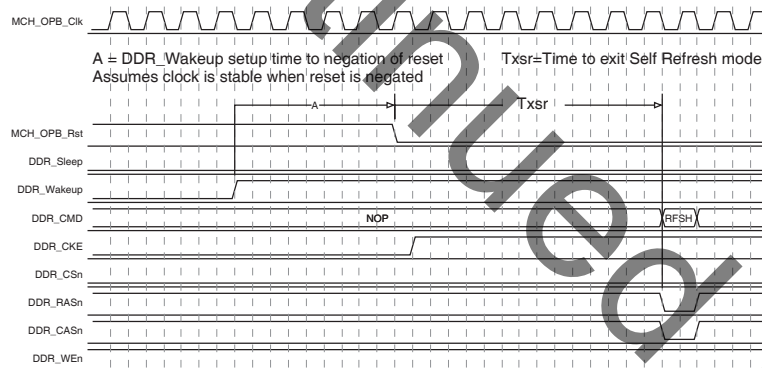 MCH_OPB_Clk
A = DDR_Wakeup setup time to negation of reset
Assumes clock is stable when reset is negated
Txsr=Time to exit Self Refresh mode
A
Txsr
MCH_OPB_Rst
DDR_Sleep
DDR_Wakeup
DDR_CMD
NOP
RFSH
DDR_CKE
DDR_CSn
DDR_RASn
DDR_CASn
DDR_WEn
inued